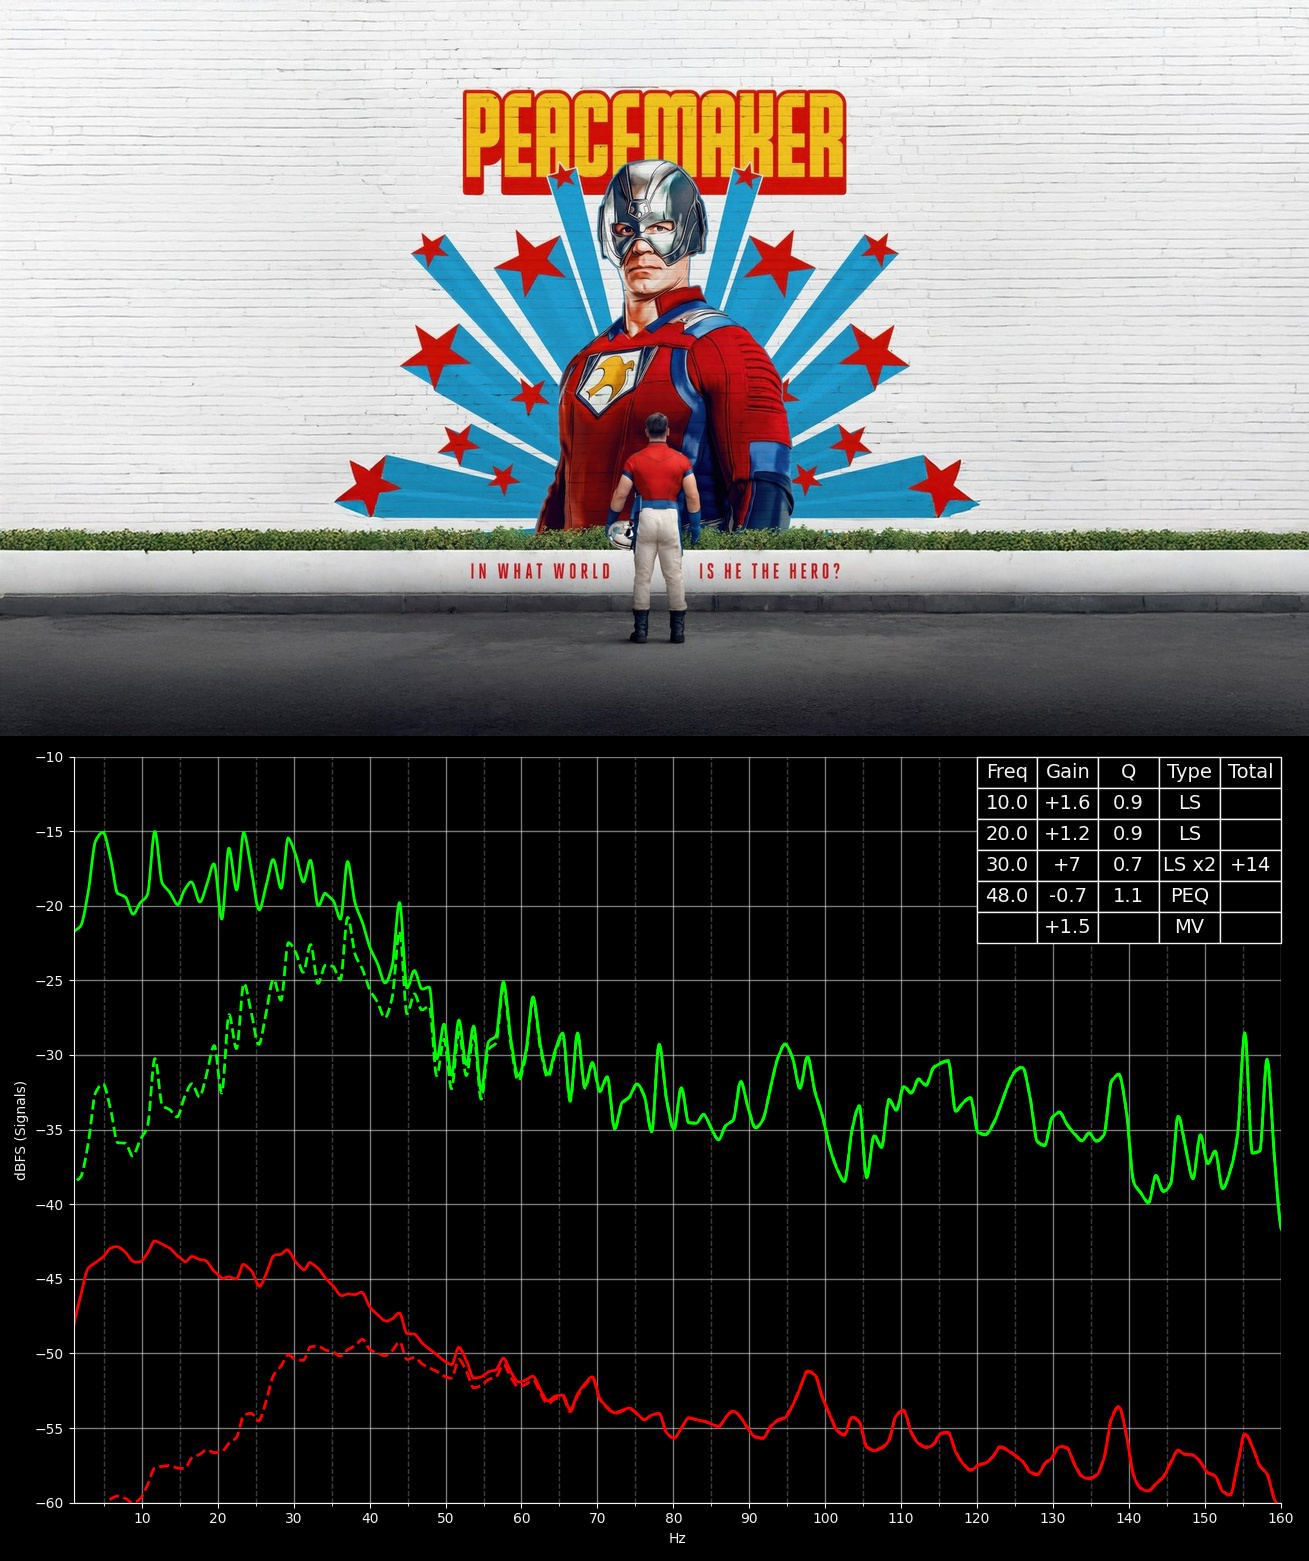 PEACEMAKER
IN WHAT WORLD IS HE THE HERO?
Freq Gain Q Type Total
10.0 +1.6 0.9 LS
20.0 +1.2 0.9 LS
30.0 +7 0.7 LS x2 +14
48.0 -0.7 1.1 PEQ
+1.5 MV
−10
−15
−20
−25
−30
−35
−40
−45
−50
−55
−60
dBFS (Signals)
10 20 30 40 50 60 70 80 90 100 110 120 130 140 150 160
Hz